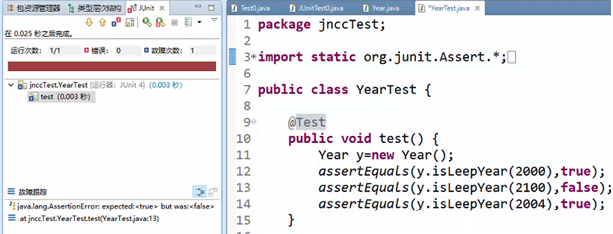 包资源管理器 类型层次结构 JUnit
在 0.025 秒之后完成。
运行次数: 1/1 错误: 0 故障次数: 1
jnccTest.YearTest [运行器: JUnit 4] (0.003 秒)
test (0.003 秒)
故障跟踪
java.lang.AssertionError: expected:<true> but was:<false>
at jnccTest.YearTest.test(YearTest.java:13)
Test0.java JUnitTest0.java Year.java *YearTest.java
1 package jnccTest;
2
3 import static org.junit.Assert.*;
6
7 public class YearTest {
8
9 @Test
10 public void test() {
11 Year y=new Year();
12 assertEquals(y.isLeepYear(2000),true);
13 assertEquals(y.isLeepYear(2100),false);
14 assertEquals(y.isLeepYear(2004),true);
15 }